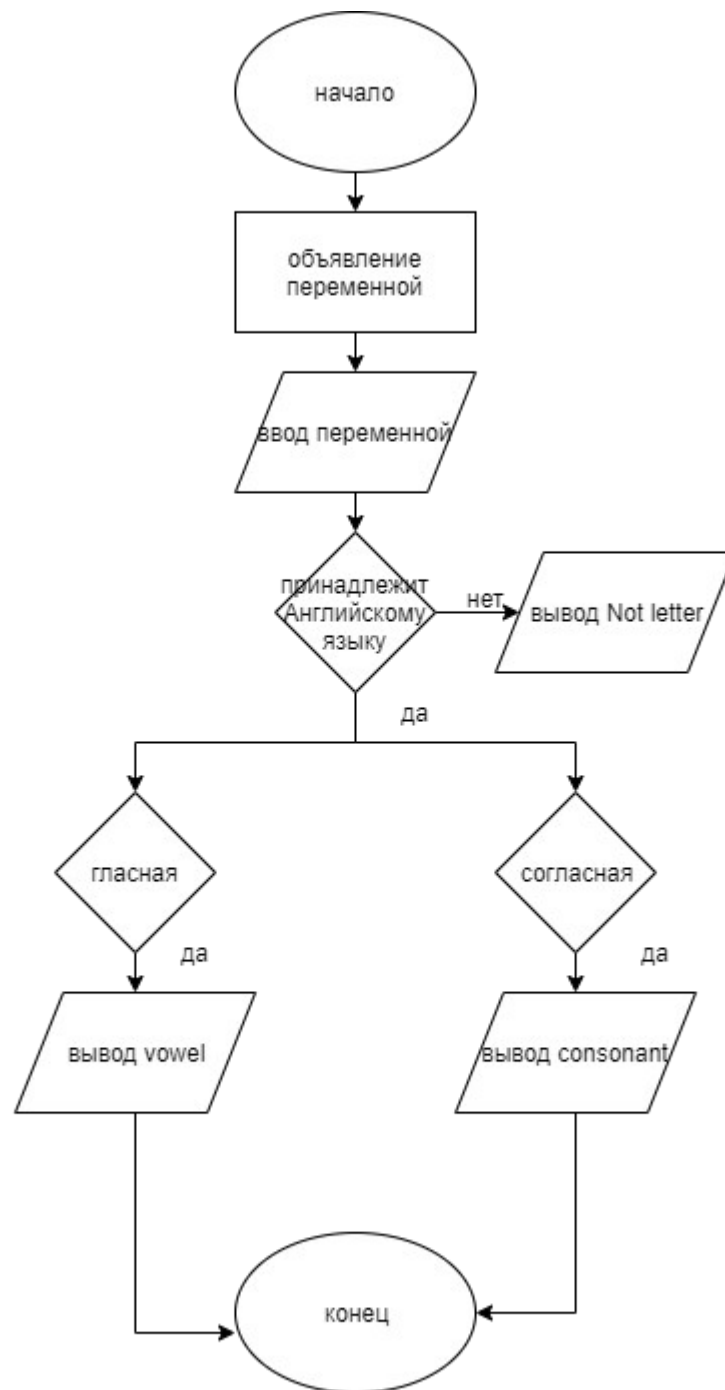 начало
объявление
переменной
ввод переменной
принадлежит
Английскому
языку
нет
вывод Not letter
да
гласная
согласная
да
да
вывод vowel
вывод consonant
конец